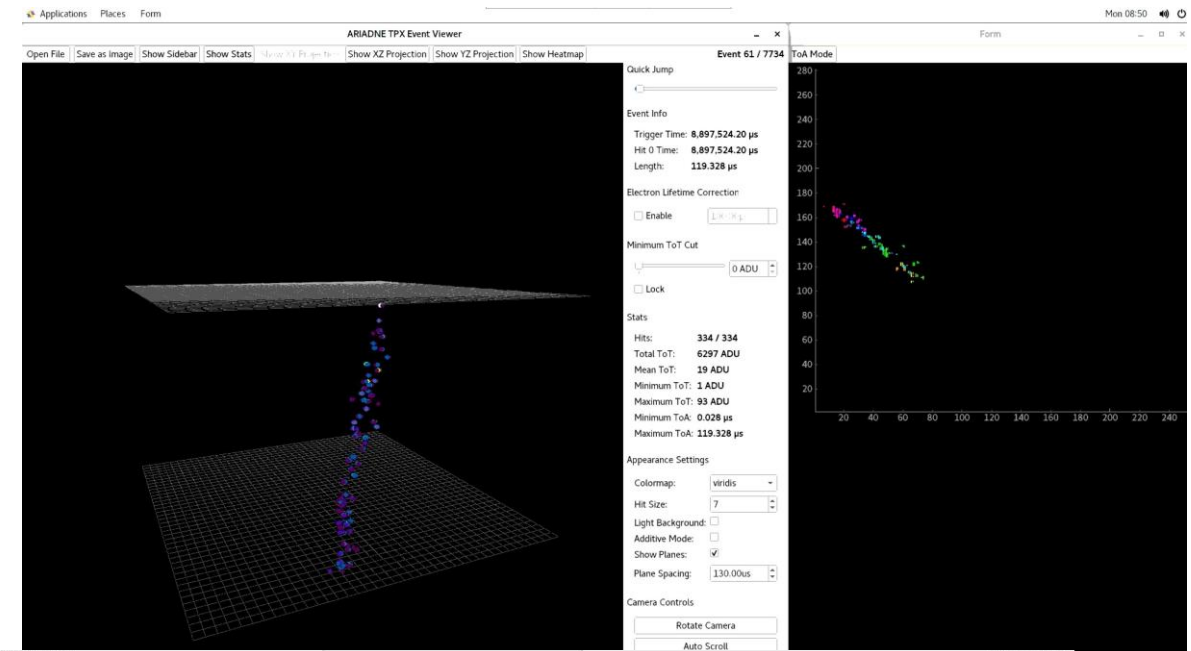 Applications Places Form
Mon 08:50
ARIADNE TPX Event Viewer
Form
Open File Save as Image Show Sidebar Show Stats Show XZ Projection Show YZ Projection Show Heatmap
Event 61 / 7734
ToA Mode
Quick Jump
Event Info
Trigger Time: 8,897,524.20 µs
Hit 0 Time: 8,897,524.20 µs
Length: 119.328 µs
Electron Lifetime Correction
Enable
Minimum ToT Cut
0 ADU
Lock
Stats
Hits: 334 / 334
Total ToT: 6297 ADU
Mean ToT: 19 ADU
Minimum ToT: 1 ADU
Maximum ToT: 93 ADU
Minimum ToA: 0.028 µs
Maximum ToA: 119.328 µs
Appearance Settings
Colormap: viridis
Hit Size: 7
Light Background:
Additive Mode:
Show Planes:
Plane Spacing: 130.00us
Camera Controls
Rotate Camera
Auto Scroll
280
260
240
220
200
180
160
140
120
100
80
60
40
20
20 40 60 80 100 120 140 160 180 200 220 240